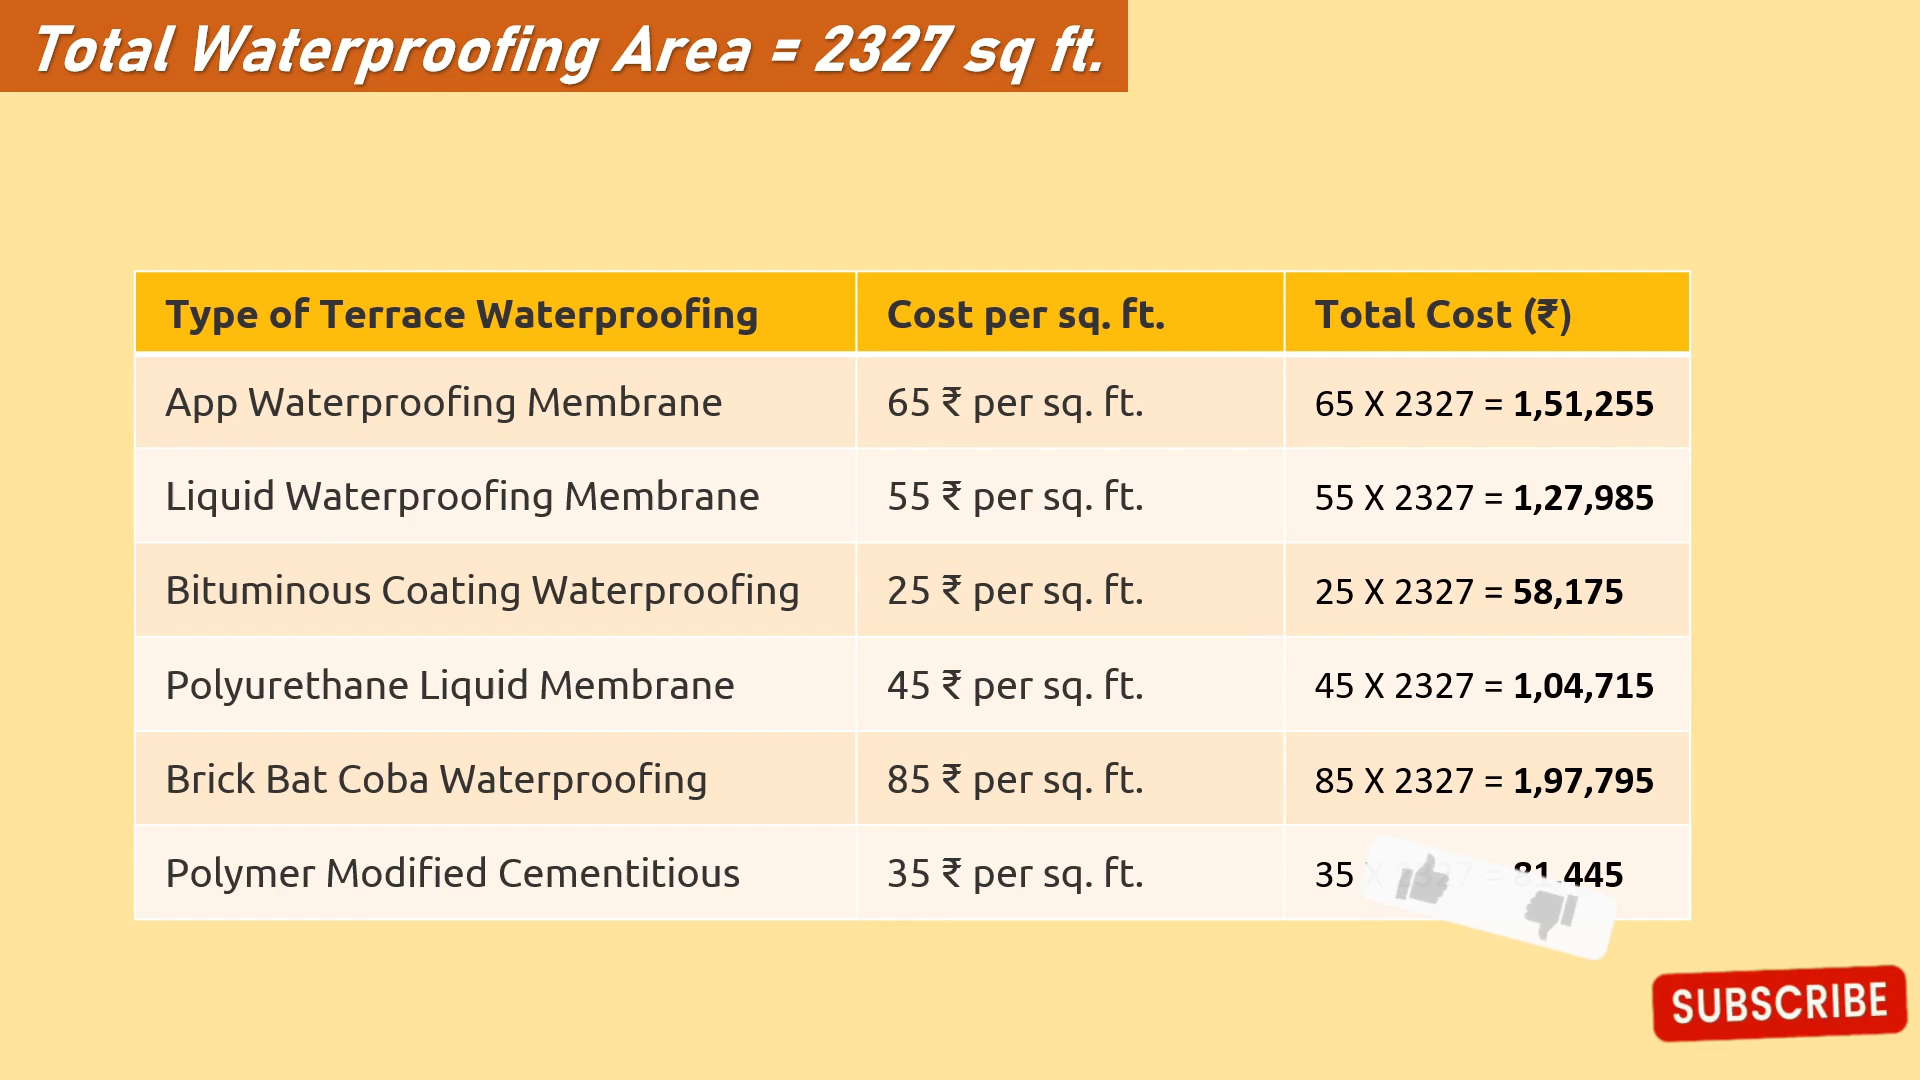 Total Waterproofing Area = 2327 sq ft.
Type of Terrace Waterproofing Cost per sq. ft. Total Cost (₹)
App Waterproofing Membrane 65 ₹ per sq. ft. 65 X 2327 = 1,51,255
Liquid Waterproofing Membrane 55 ₹ per sq. ft. 55 X 2327 = 1,27,985
Bituminous Coating Waterproofing 25 ₹ per sq. ft. 25 X 2327 = 58,175
Polyurethane Liquid Membrane 45 ₹ per sq. ft. 45 X 2327 = 1,04,715
Brick Bat Coba Waterproofing 85 ₹ per sq. ft. 85 X 2327 = 1,97,795
Polymer Modified Cementitious 35 ₹ per sq. ft. 35 X 2327 = 81,445
SUBSCRIBE